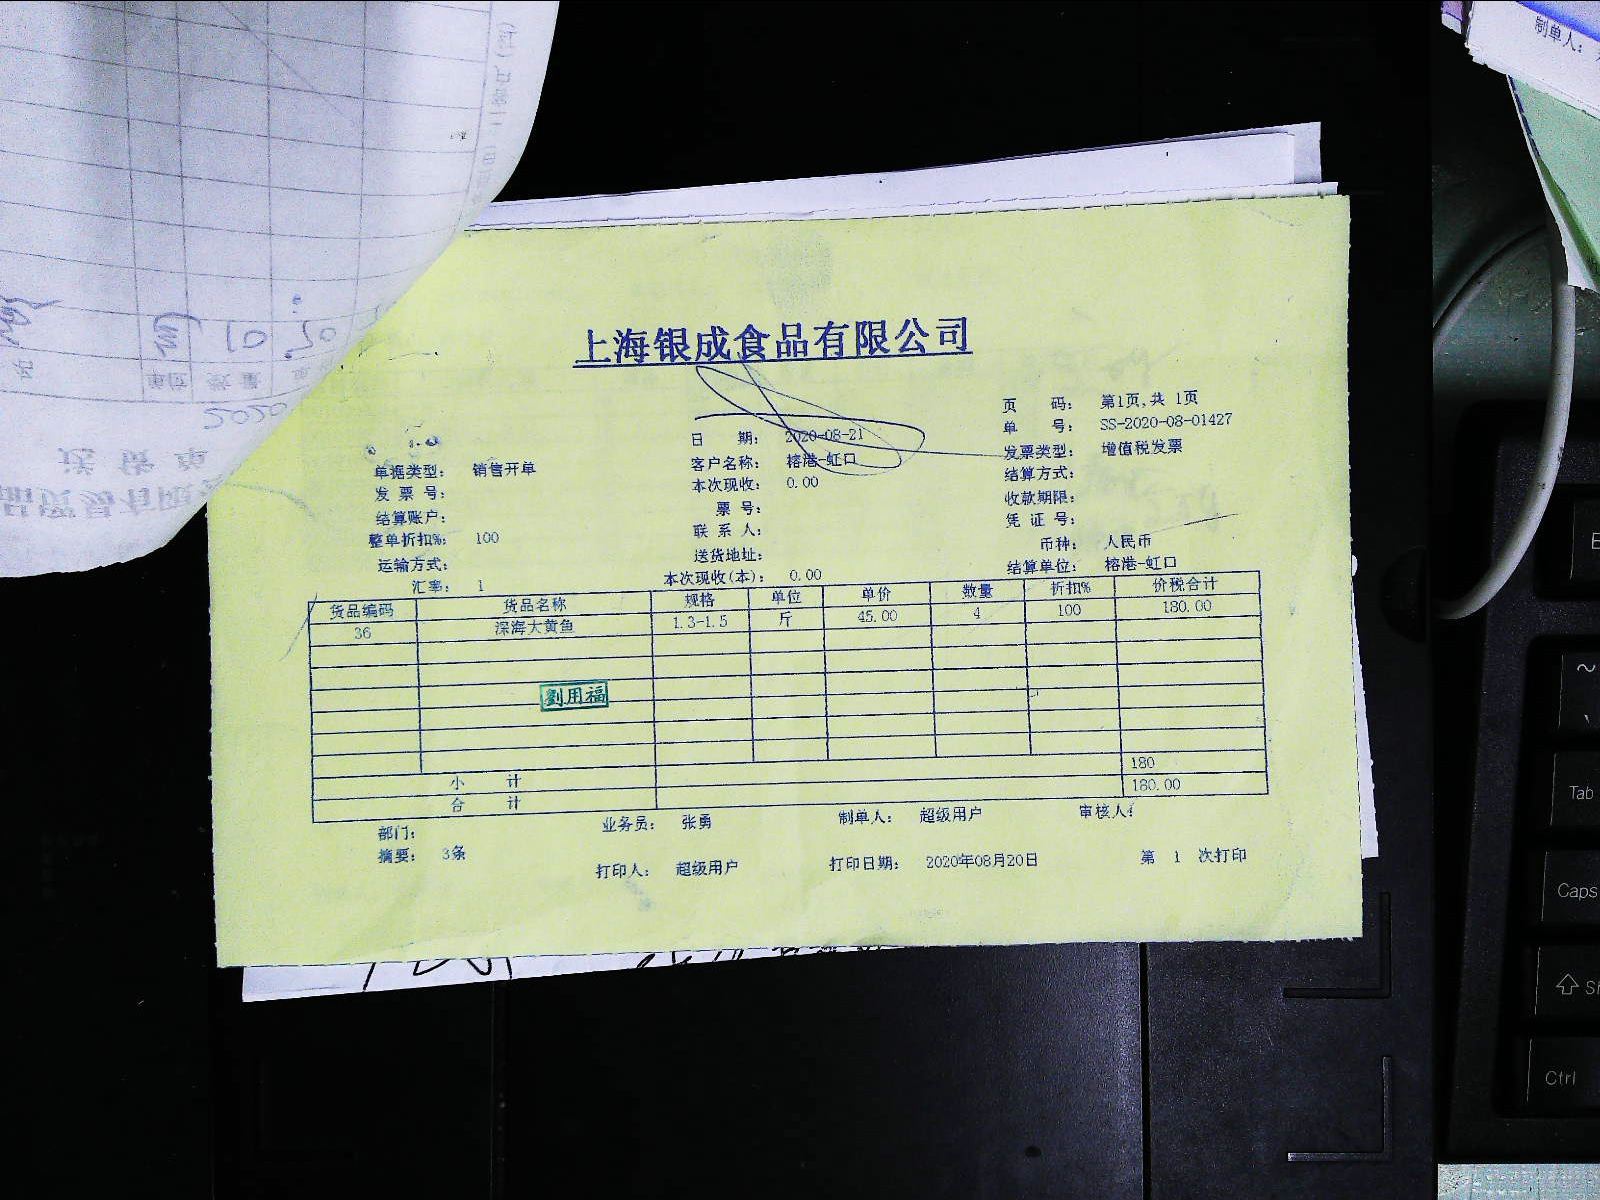 制单人:
上海银成食品有限公司
页 码: 第1页,共 1页
单 号: SS-2020-08-01427
日 期: 2020-08-21
发票类型: 增值税发票
单据类型: 销售开单
客户名称: 榕港-虹口
结算方式:
发 票 号:
本次现收: 0.00
收款期限:
结算账户:
票 号:
凭 证 号:
整单折扣%: 100
联 系 人:
币种: 人民币
运输方式:
送货地址:
结算单位: 榕港-虹口
汇率: 1
本次现收(本): 0.00
货品编码 货品名称 规格 单位 单价 数量 折扣% 价税合计
36 深海大黄鱼 1.3-1.5 斤 45.00 4 100 180.00
劉用福
小 计 180
合 计 180.00
部门: 业务员: 张勇 制单人: 超级用户 审核人:
摘要: 3条 打印人: 超级用户 打印日期: 2020年08月20日 第 1 次打印
2020
送货单
Tab
Caps
Ctrl